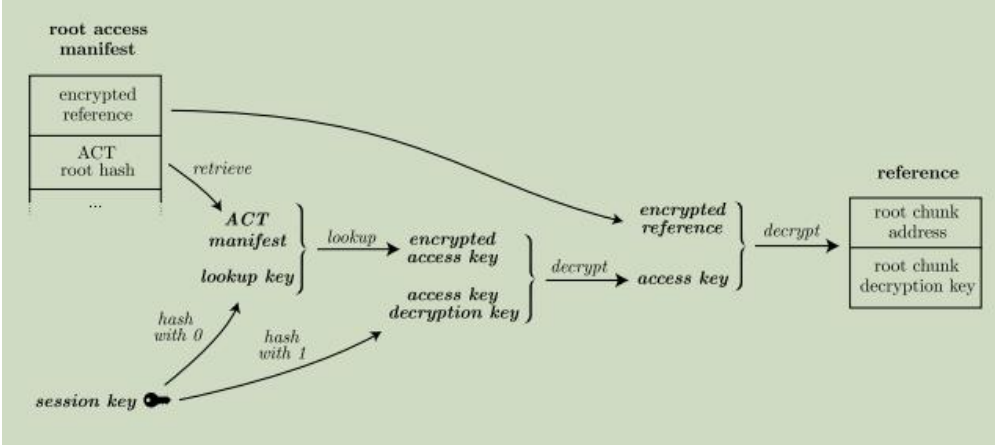 root access
manifest
encrypted
reference
ACT
root hash
...
retrieve
ACT
manifest
lookup key
lookup
hash
with 0
hash
with 1
session key
encrypted
access key
access key
decryption key
decrypt
encrypted
reference
access key
decrypt
reference
root chunk
address
root chunk
decryption key